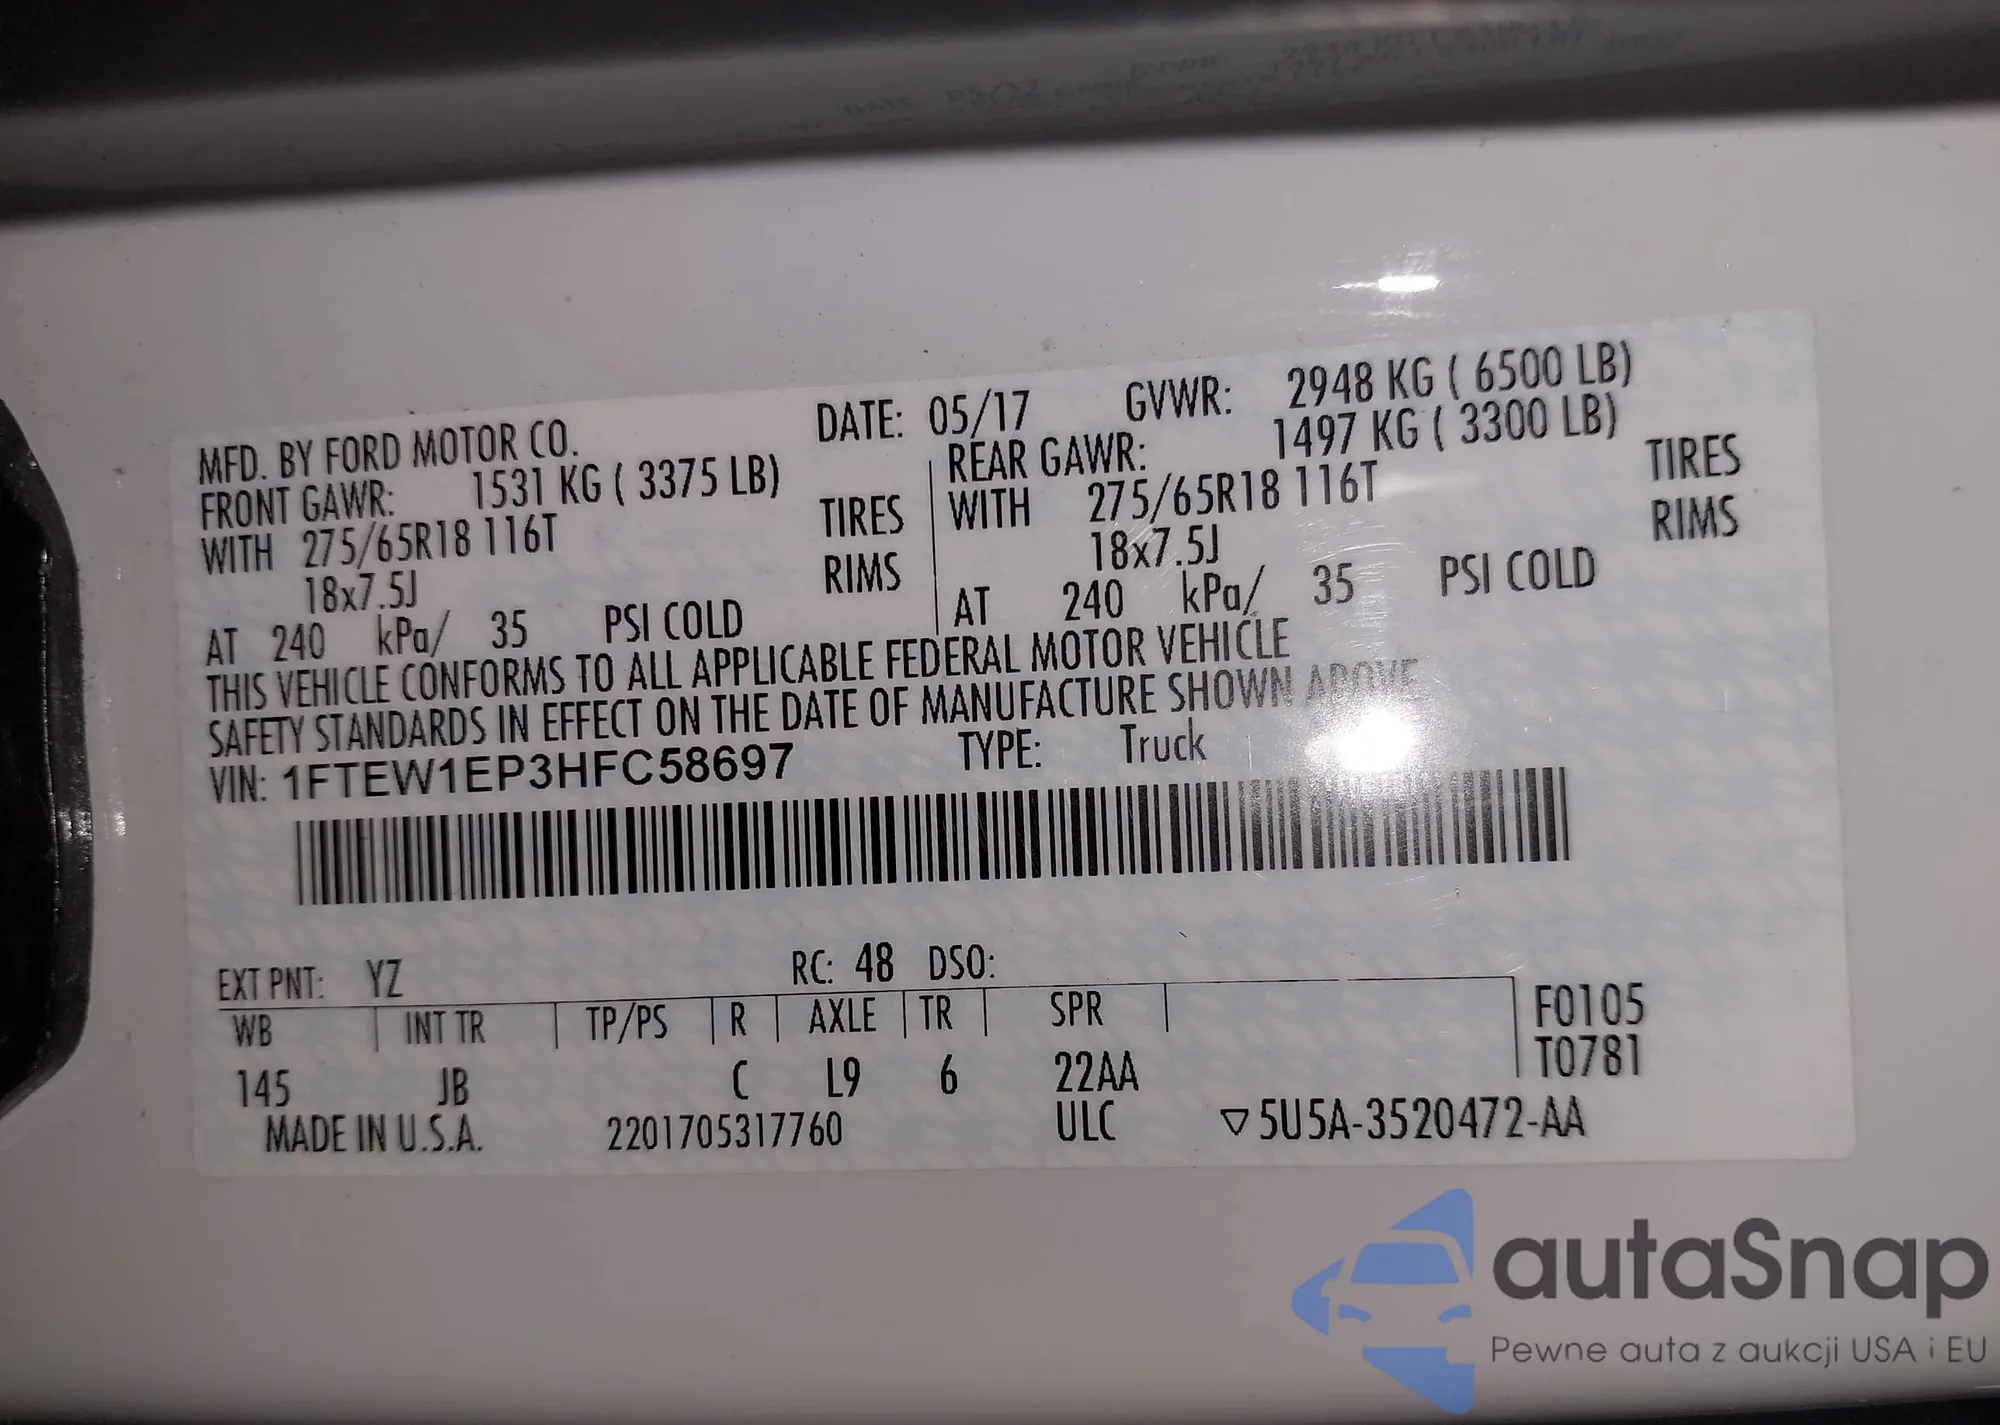 MFD. BY FORD MOTOR CO. DATE: 05/17 GVWR: 2948 KG ( 6500 LB)
FRONT GAWR: 1531 KG ( 3375 LB) REAR GAWR: 1497 KG ( 3300 LB)
WITH 275/65R18 116T TIRES WITH 275/65R18 116T TIRES
18x7.5J RIMS 18x7.5J RIMS
AT 240 kPa/ 35 PSI COLD AT 240 kPa/ 35 PSI COLD
THIS VEHICLE CONFORMS TO ALL APPLICABLE FEDERAL MOTOR VEHICLE
SAFETY STANDARDS IN EFFECT ON THE DATE OF MANUFACTURE SHOWN ABOVE
VIN: 1FTEW1EP3HFC58697 TYPE: Truck
EXT PNT: YZ RC: 48 DSO:
WB INT TR TP/PS R AXLE TR SPR F0105
T0781
145 JB C L9 6 22AA
MADE IN U.S.A. 2201705317760 ULC ▽5U5A-3520472-AA
autaSnap
Pewne auta z aukcji USA i EU